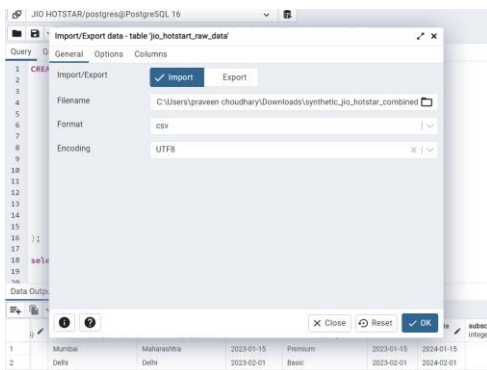 JIO HOTSTAR/postgres@PostgreSQL 16
Import/Export data - table 'jio_hotstart_raw_data'
General Options Columns
Import/Export
Import Export
Filename
C:\Users\praveen choudhary\Downloads\synthetic_jio_hotstar_combined
Format
csv
Encoding
UTF8
Query
1 CREA
2
3
4
5
6
7
8
9
10
11
12
13
14
15
16 );
17
18 sele
19
Data Outpu
Close Reset OK
subsc
intege
1 Mumbai Maharashtra 2023-01-15 Premium 2023-01-15 2024-01-15
2 Delhi Delhi 2023-02-01 Basic 2023-02-01 2024-02-01